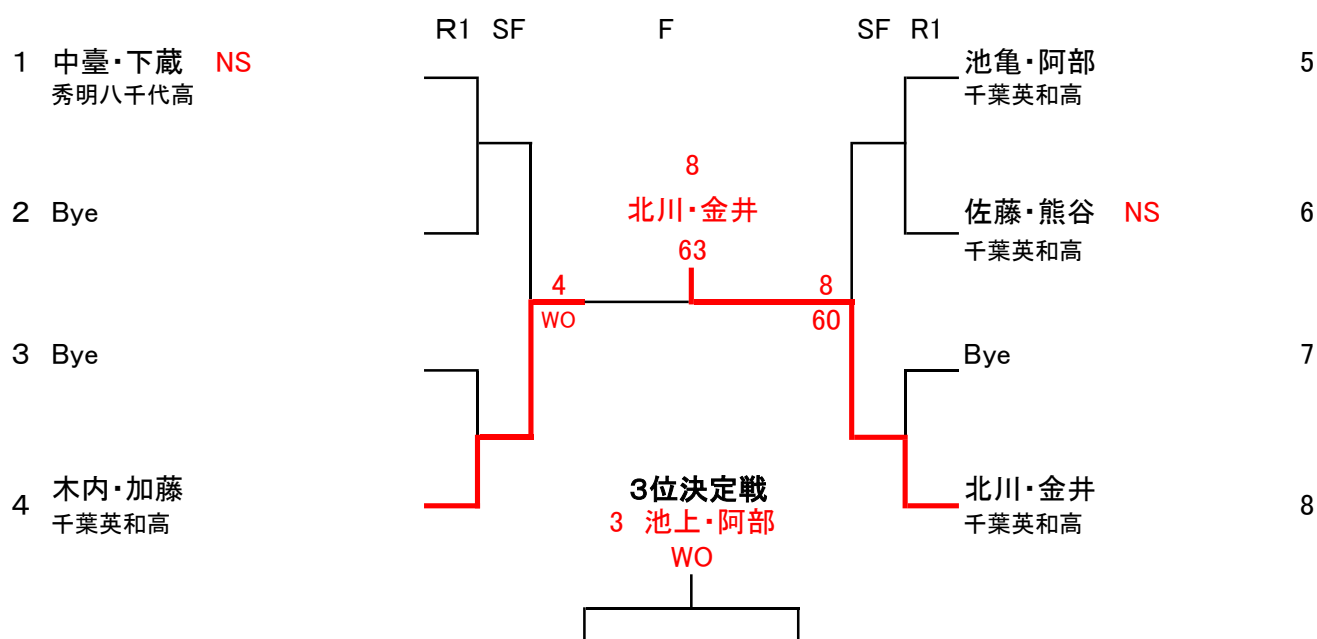 R1 SF F SF R1
1 中臺・下蔵 NS
秀明八千代高
2 Bye
3 Bye
4 木内・加藤
千葉英和高
4
WO
8
北川・金井
63
8
60
3位決定戦
3 池上・阿部
WO
池亀・阿部 5
千葉英和高
佐藤・熊谷 NS 6
千葉英和高
Bye 7
北川・金井 8
千葉英和高